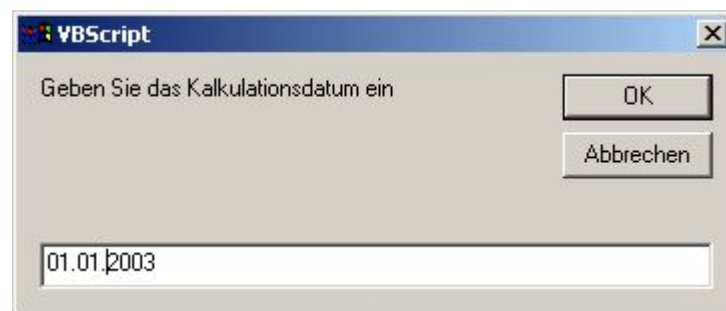 VBScript
Geben Sie das Kalkulationsdatum ein
OK
Abbrechen
01.01.2003